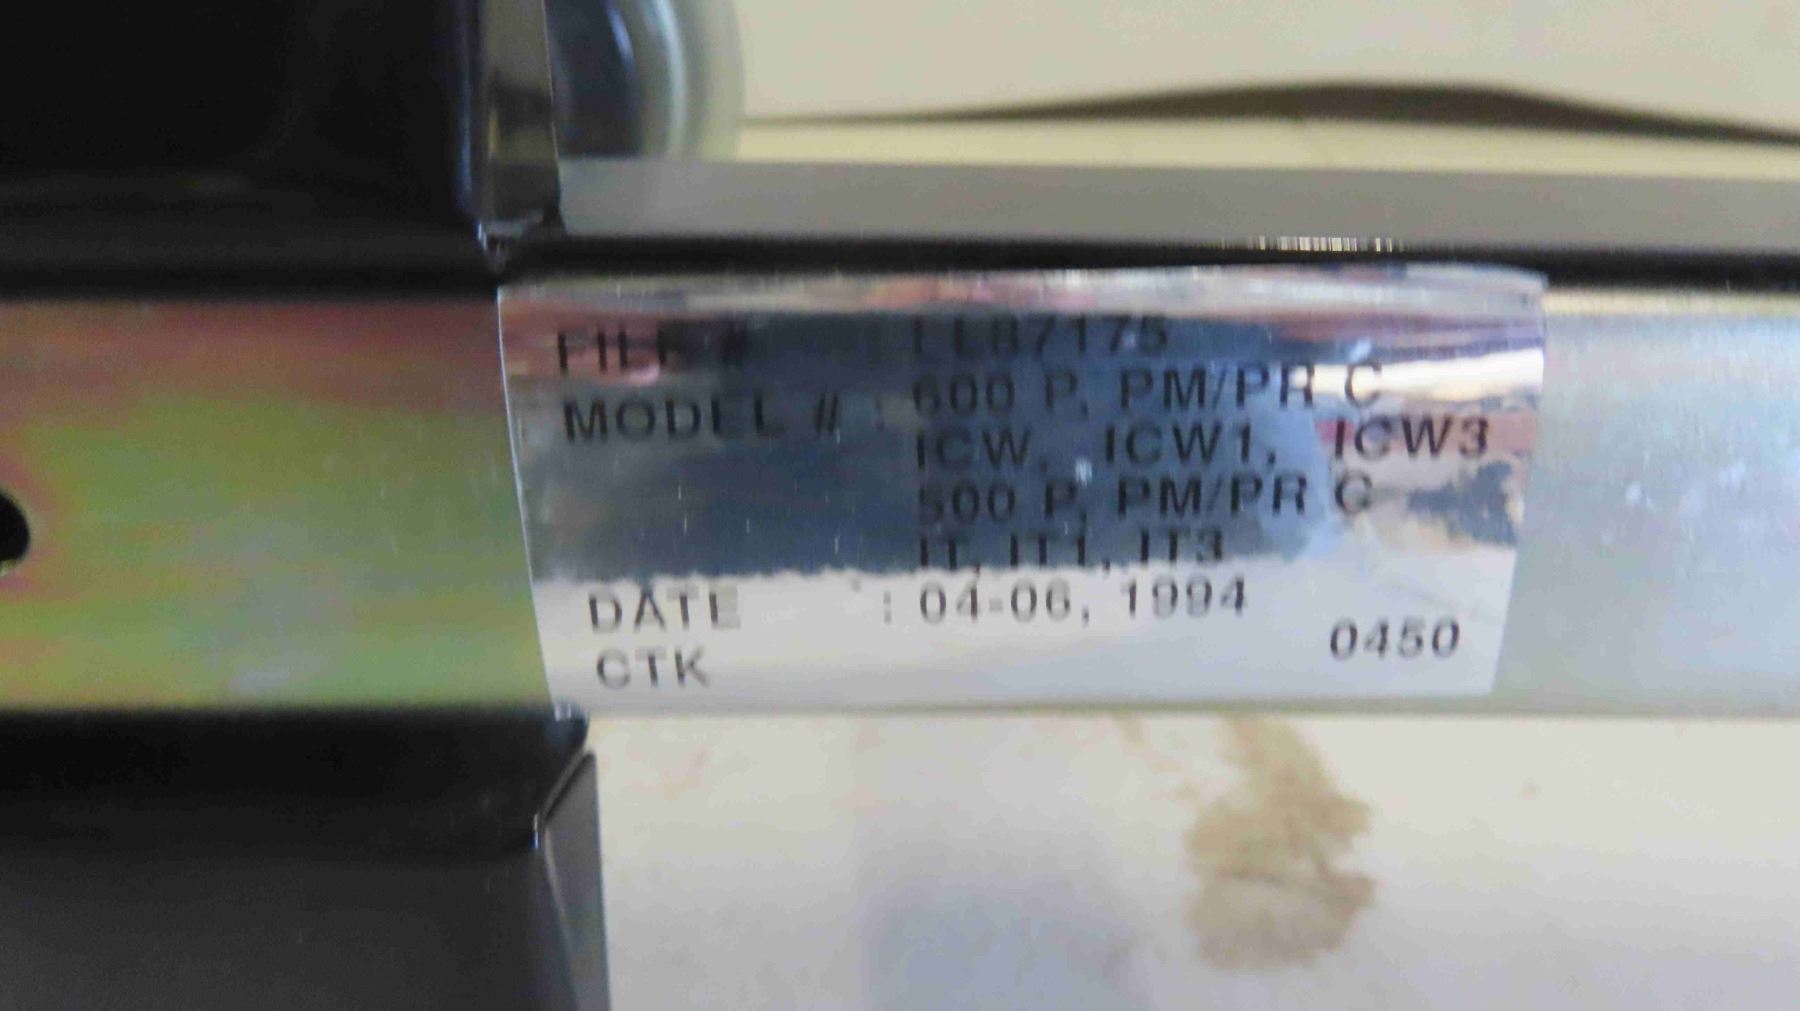 FILE # : LL87175
MODEL # : 600 P, PM/PR C
ICW, ICW1, ICW3
500 P, PM/PR C
IT, IT1, IT3
DATE : 04-06, 1994
CTK 0450